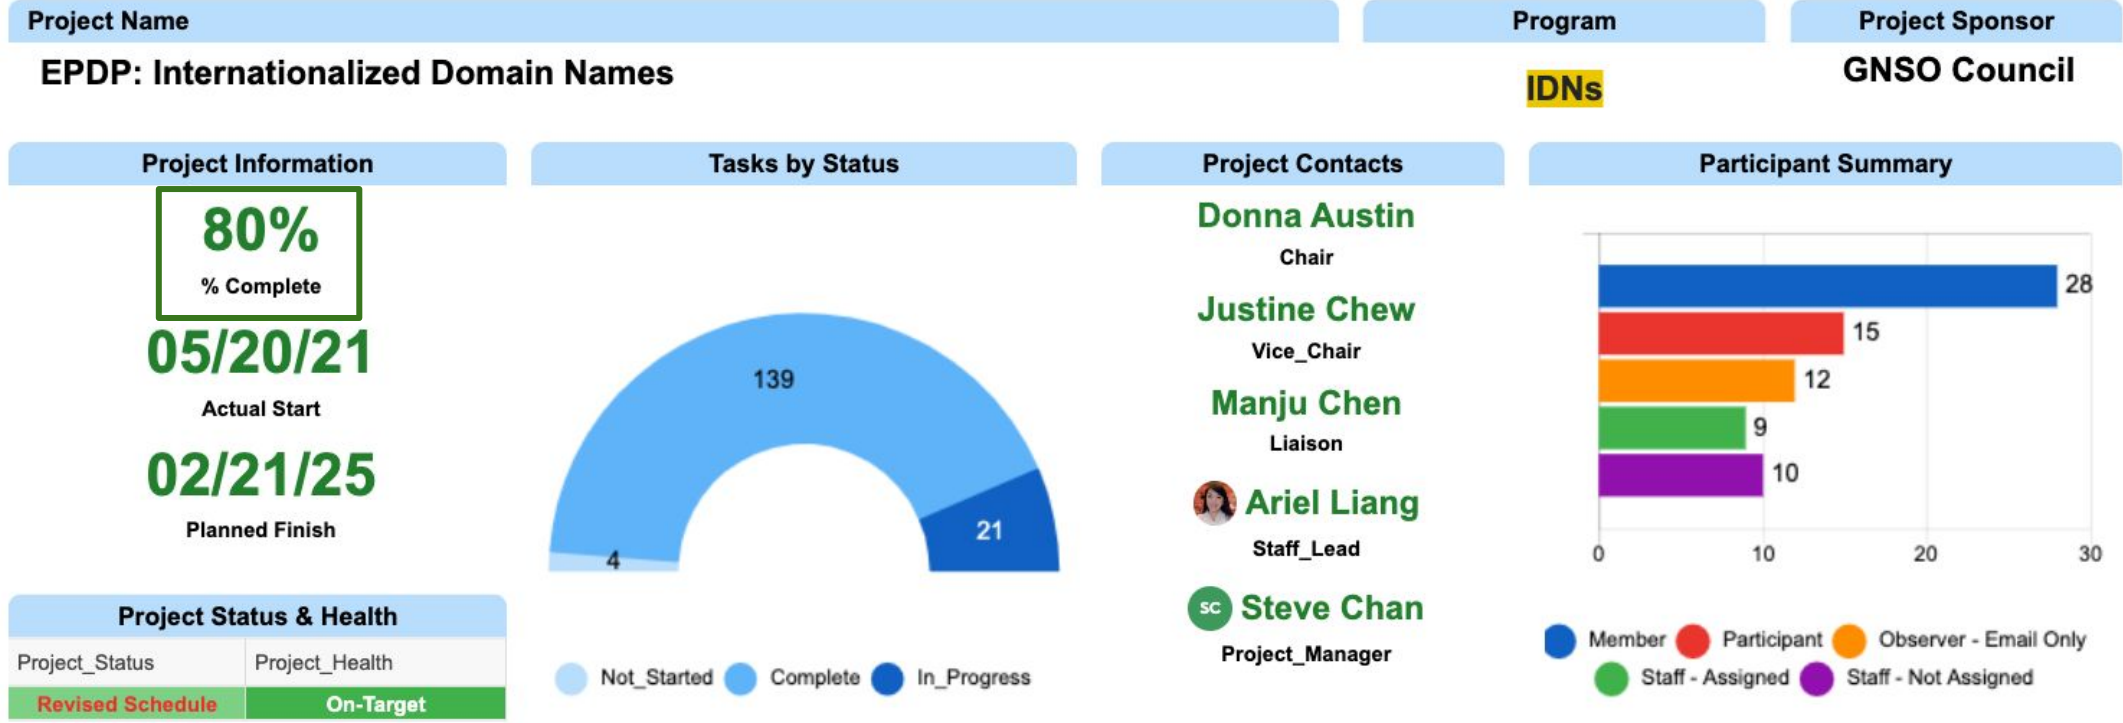 Project Name
Program
Project Sponsor
EPDP: Internationalized Domain Names
IDNs
GNSO Council
Project Information
80%
% Complete
05/20/21
Actual Start
02/21/25
Planned Finish
Project Status & Health
Project_Status
Project_Health
Revised Schedule
On-Target
Tasks by Status
139
4
21
Not_Started
Complete
In_Progress
Project Contacts
Donna Austin
Chair
Justine Chew
Vice_Chair
Manju Chen
Liaison
Ariel Liang
Staff_Lead
SC Steve Chan
Project_Manager
Participant Summary
28
15
12
9
10
0 10 20 30
Member Participant Observer - Email Only
Staff - Assigned Staff - Not Assigned